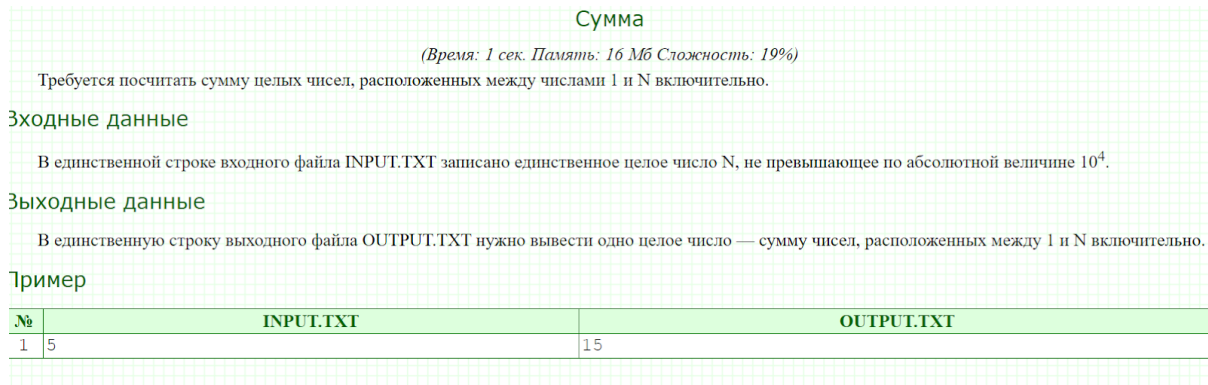 Сумма
(Время: 1 сек. Память: 16 Мб Сложность: 19%)
Требуется посчитать сумму целых чисел, расположенных между числами 1 и N включительно.
Входные данные
В единственной строке входного файла INPUT.TXT записано единственное целое число N, не превышающее по абсолютной величине 10⁴.
Выходные данные
В единственную строку выходного файла OUTPUT.TXT нужно вывести одно целое число — сумму чисел, расположенных между 1 и N включительно.
Пример
№ INPUT.TXT OUTPUT.TXT
1 5 15